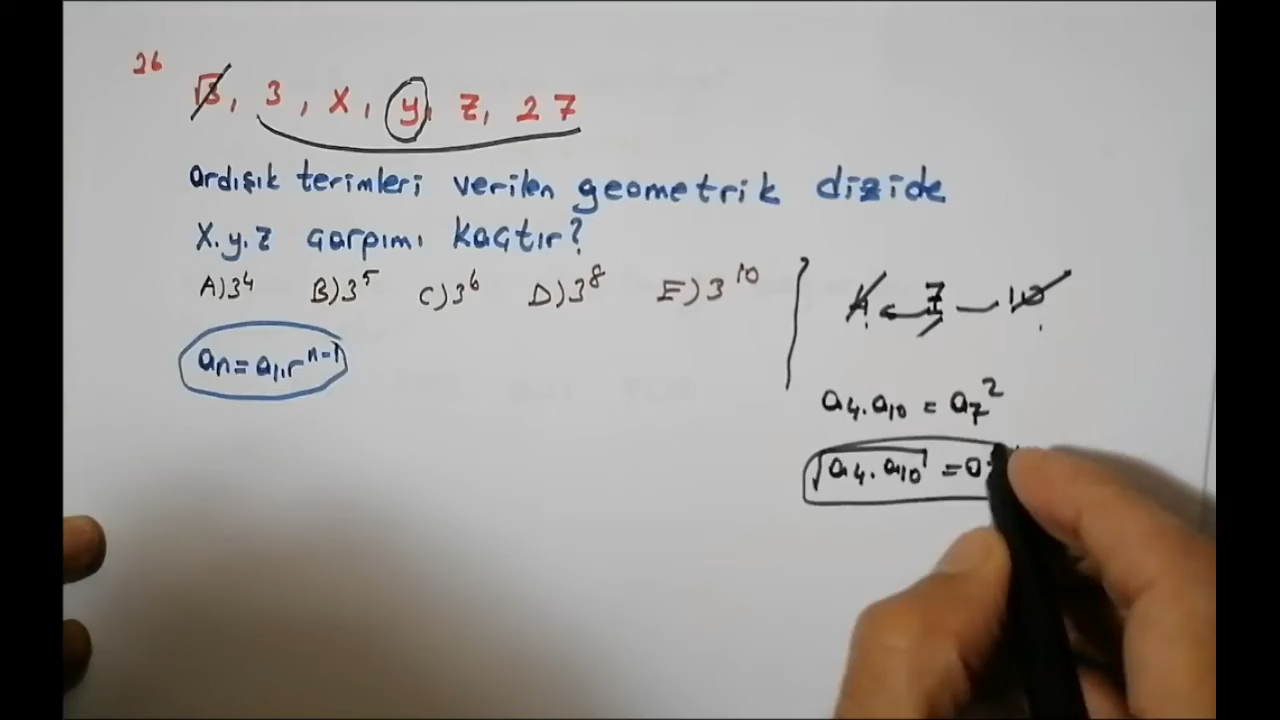 26
√3, 3, X, y, Z, 27
ardışık terimleri verilen geometrik dizide
X.y.Z çarpımı kaçtır?
A)3⁴ B)3⁵ C)3⁶ D)3⁸ E)3¹⁰
aₙ=a₁.rⁿ⁻¹
4 7 10
a₄.a₁₀ = a₇²
√a₄.a₁₀ = a